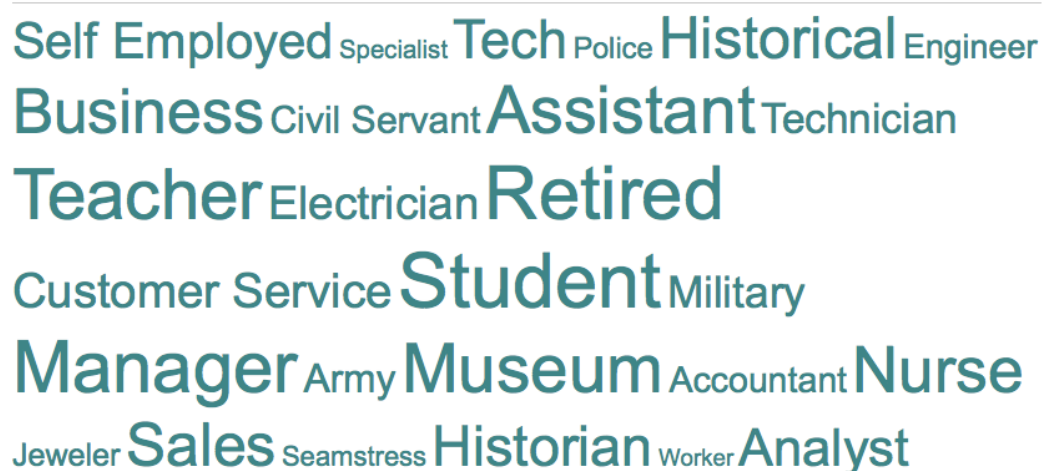 Self Employed Specialist Tech Police Historical Engineer
Business Civil Servant Assistant Technician
Teacher Electrician Retired
Customer Service Student Military
Manager Army Museum Accountant Nurse
Jeweler Sales Seamstress Historian Worker Analyst